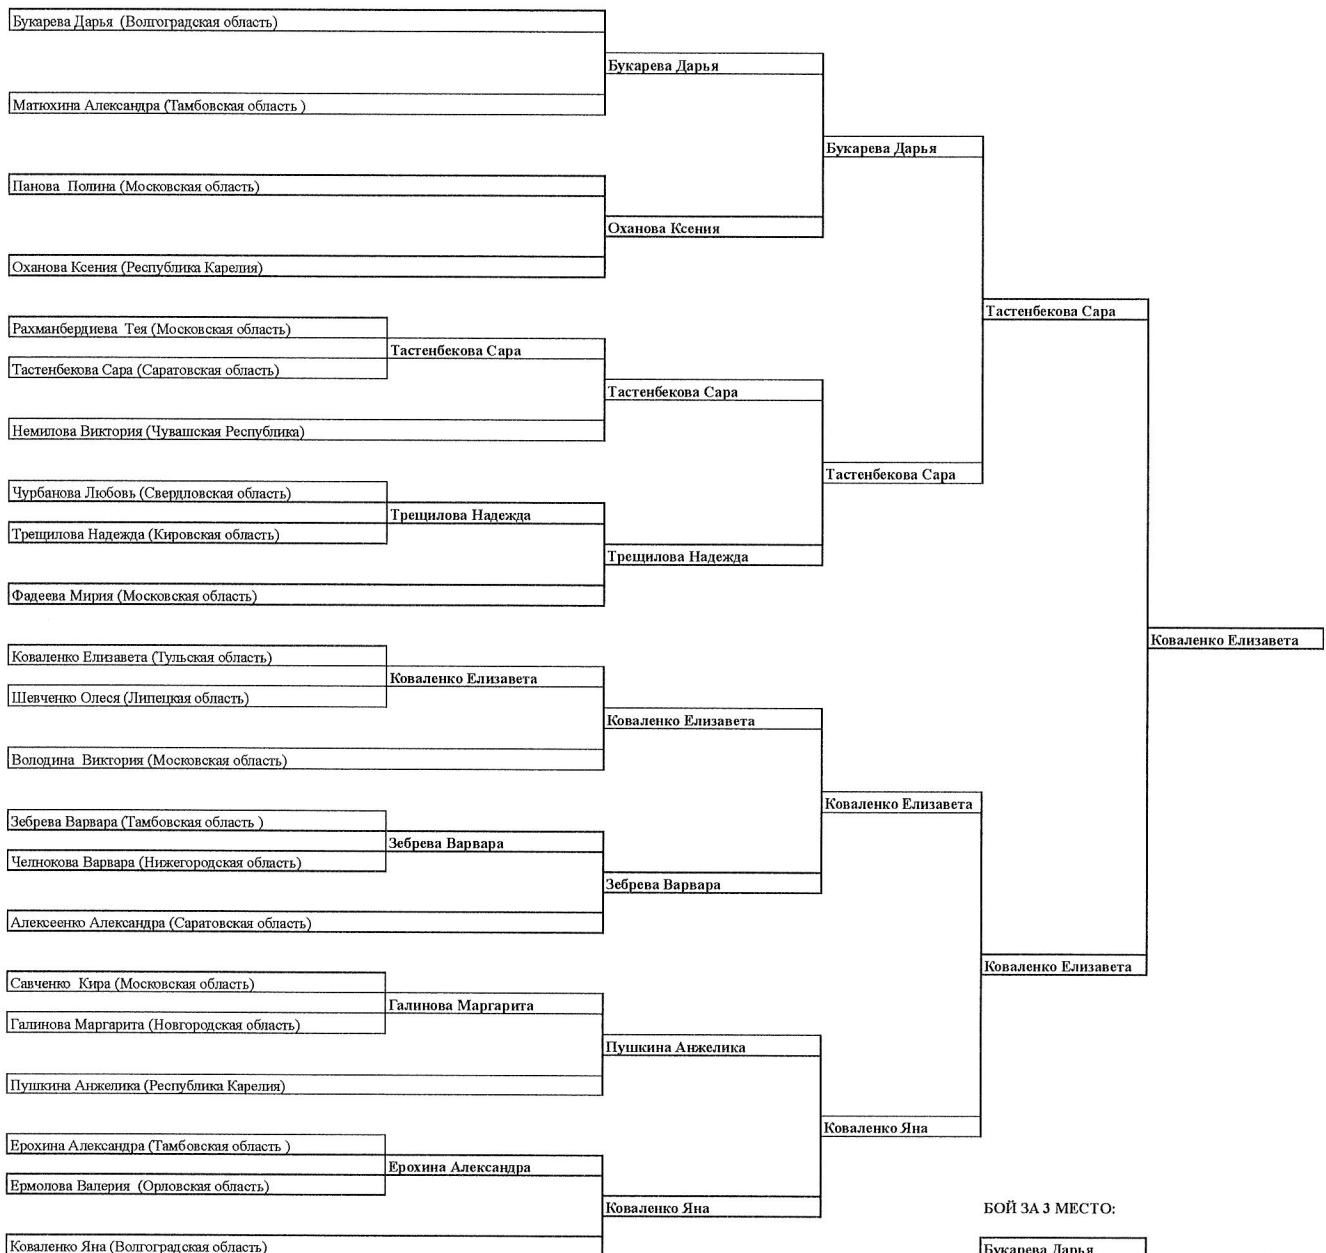 Букарева Дарья (Волгоградская область)
Букарева Дарья
Матюхина Александра (Тамбовская область )
Букарева Дарья
Панова Полина (Московская область)
Оханова Ксения
Оханова Ксения (Республика Карелия)
Тастенбекова Сара
Рахманбердиева Тея (Московская область)
Тастенбекова Сара
Тастенбекова Сара (Саратовская область)
Тастенбекова Сара
Немилова Виктория (Чувашская Республика)
Тастенбекова Сара
Чурбанова Любовь (Свердловская область)
Трещилова Надежда
Трещилова Надежда (Кировская область)
Трещилова Надежда
Фадеева Мирия (Московская область)
Коваленко Елизавета
Коваленко Елизавета (Тульская область)
Коваленко Елизавета
Шевченко Олеся (Липецкая область)
Коваленко Елизавета
Володина Виктория (Московская область)
Коваленко Елизавета
Зебрева Варвара (Тамбовская область )
Зебрева Варвара
Челнокова Варвара (Нижегородская область)
Зебрева Варвара
Алексеенко Александра (Саратовская область)
Коваленко Елизавета
Савченко Кира (Московская область)
Галинова Маргарита
Галинова Маргарита (Новгородская область)
Пушкина Анжелика
Пушкина Анжелика (Республика Карелия)
Коваленко Яна
Ерохина Александра (Тамбовская область )
Ерохина Александра
Ермолова Валерия (Орловская область)
Коваленко Яна
БОЙ ЗА 3 МЕСТО:
Коваленко Яна (Волгоградская область)
Букарева Дарья